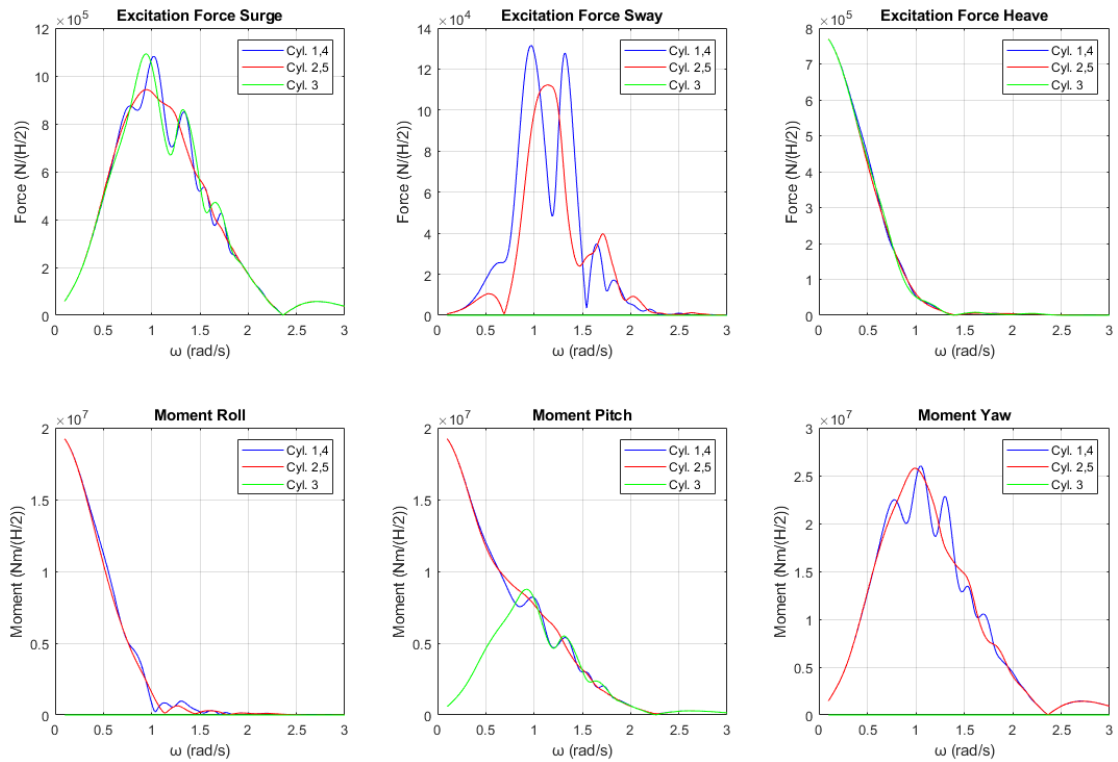 Excitation Force Surge
×10⁵
12
10
8
6
4
2
0
Force (N/(H/2))
Cyl. 1,4
Cyl. 2,5
Cyl. 3
0 0.5 1 1.5 2 2.5 3
ω (rad/s)
Excitation Force Sway
×10⁴
14
12
10
8
6
4
2
0
Force (N/(H/2))
Cyl. 1,4
Cyl. 2,5
Cyl. 3
0 0.5 1 1.5 2 2.5 3
ω (rad/s)
Excitation Force Heave
×10⁵
8
7
6
5
4
3
2
1
0
Force (N/(H/2))
Cyl. 1,4
Cyl. 2,5
Cyl. 3
0 0.5 1 1.5 2 2.5 3
ω (rad/s)
Moment Roll
×10⁷
2
1.5
1
0.5
0
Moment (Nm/(H/2))
Cyl. 1,4
Cyl. 2,5
Cyl. 3
0 0.5 1 1.5 2 2.5 3
ω (rad/s)
Moment Pitch
×10⁷
2
1.5
1
0.5
0
Moment (Nm/(H/2))
Cyl. 1,4
Cyl. 2,5
Cyl. 3
0 0.5 1 1.5 2 2.5 3
ω (rad/s)
Moment Yaw
×10⁷
3
2.5
2
1.5
1
0.5
0
Moment (Nm/(H/2))
Cyl. 1,4
Cyl. 2,5
Cyl. 3
0 0.5 1 1.5 2 2.5 3
ω (rad/s)